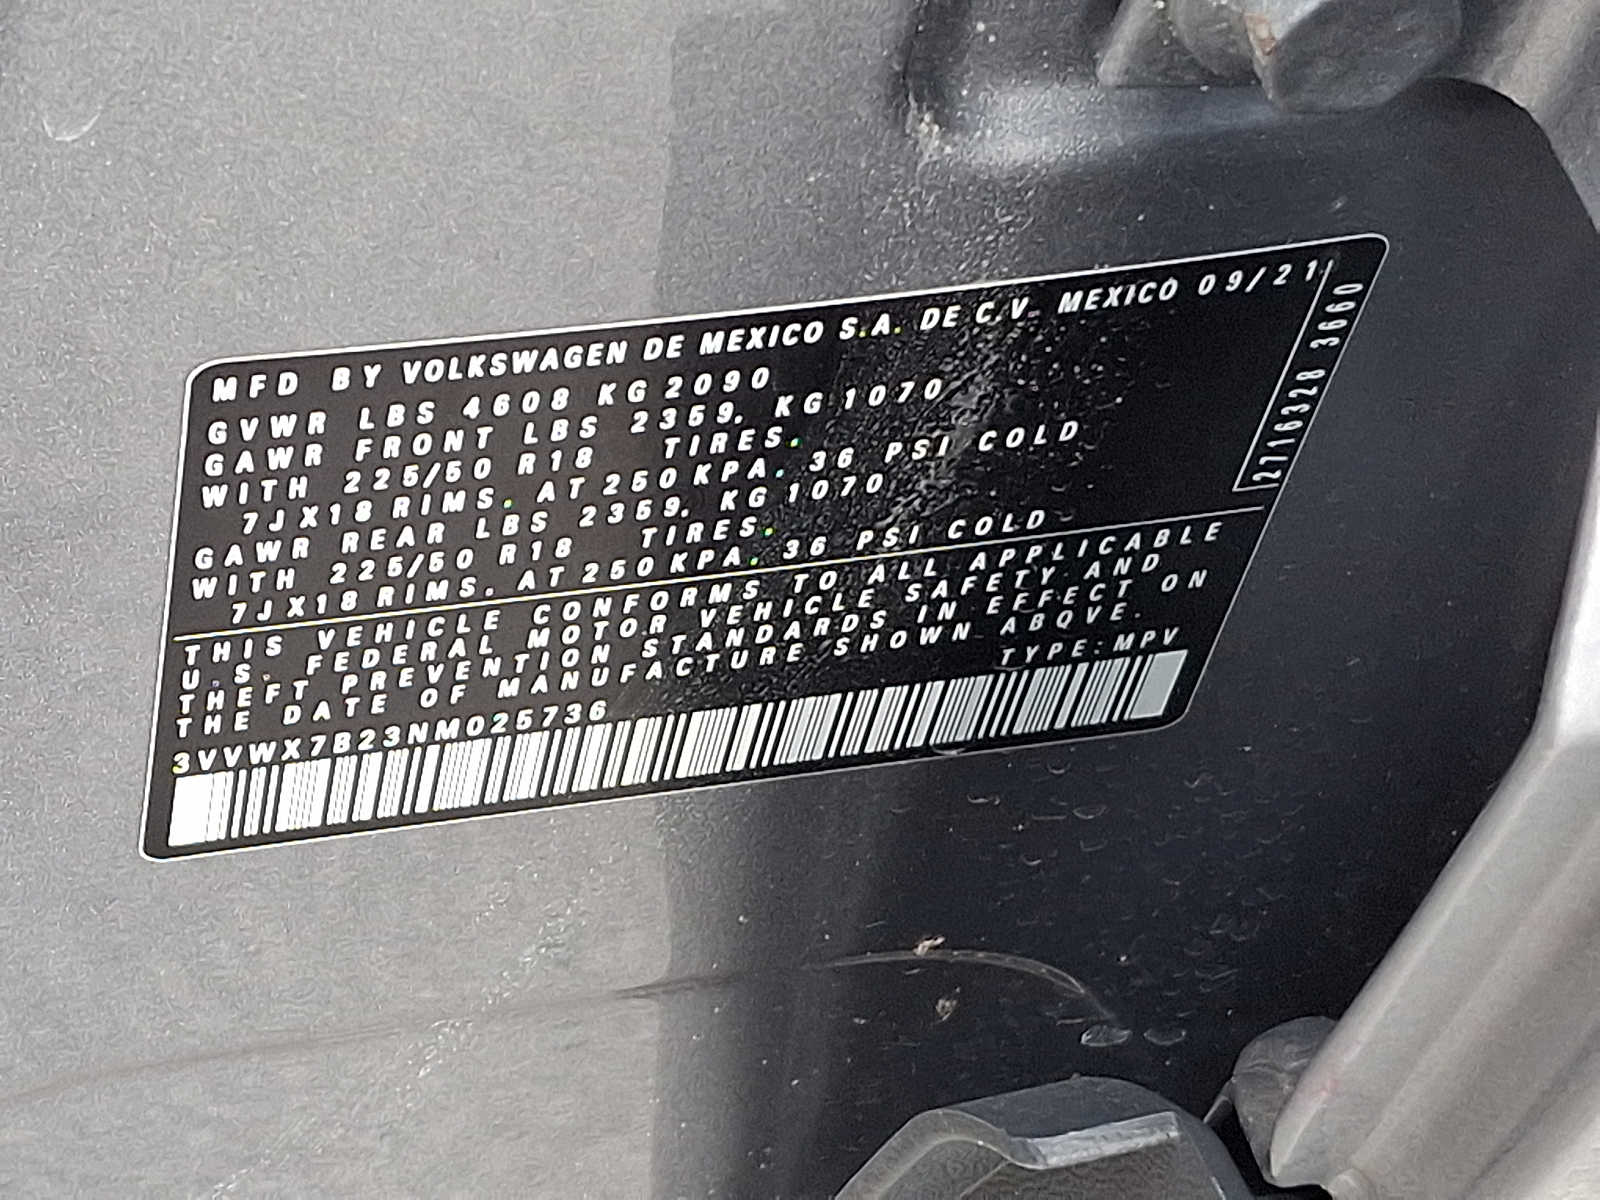 MFD BY VOLKSWAGEN DE MEXICO S.A. DE C.V. MEXICO 09/21
GVWR LBS 4608 KG 2090
GAWR FRONT LBS 2359. KG 1070
WITH 225/50 R18 TIRES.
7JX18 RIMS. AT 250KPA. 36 PSI COLD
GAWR REAR LBS 2359. KG 1070
WITH 225/50 R18 TIRES.
7JX18 RIMS. AT 250KPA. 36 PSI COLD
THIS VEHICLE CONFORMS TO ALL APPLICABLE
U.S. FEDERAL MOTOR VEHICLE SAFETY AND
THEFT PREVENTION STANDARDS IN EFFECT ON
THE DATE OF MANUFACTURE SHOWN ABOVE.
TYPE: MPV
3VVWX7B23NM025736
2716328 3660